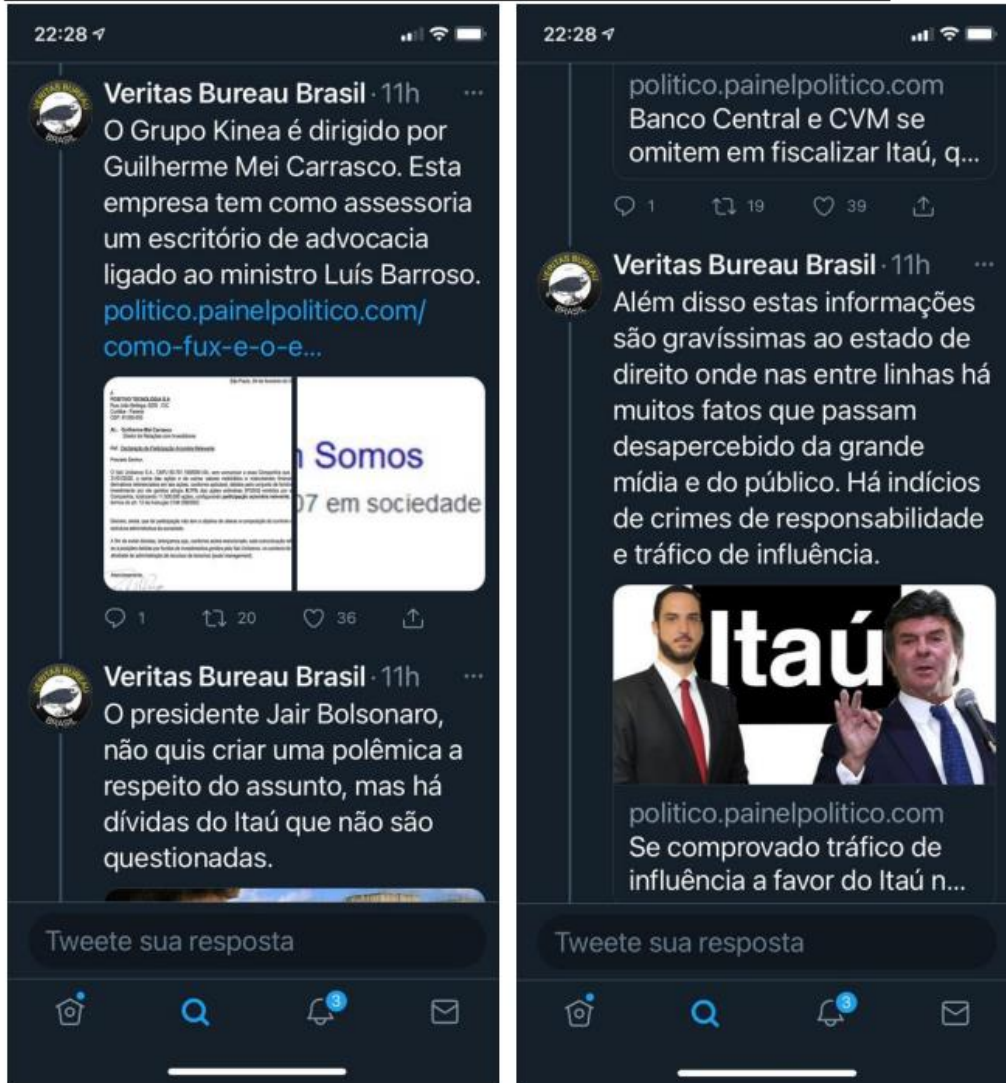 22:28
Veritas Bureau Brasil · 11h
O Grupo Kinea é dirigido por
Guilherme Mei Carrasco. Esta
empresa tem como assessoria
um escritório de advocacia
ligado ao ministro Luís Barroso.
politico.painelpolitico.com/
como-fux-e-o-e...
POSITIVO TECNOLOGIA S.A.
Somos
07 em sociedade
1 20 36
Veritas Bureau Brasil · 11h
O presidente Jair Bolsonaro,
não quis criar uma polêmica a
respeito do assunto, mas há
dívidas do Itaú que não são
questionadas.
Tweete sua resposta
3
22:28
politico.painelpolitico.com
Banco Central e CVM se
omitem em fiscalizar Itaú, q...
1 19 39
Veritas Bureau Brasil · 11h
Além disso estas informações
são gravíssimas ao estado de
direito onde nas entre linhas há
muitos fatos que passam
desapercebido da grande
mídia e do público. Há indícios
de crimes de responsabilidade
e tráfico de influência.
Itaú
politico.painelpolitico.com
Se comprovado tráfico de
influência a favor do Itaú n...
Tweete sua resposta
3